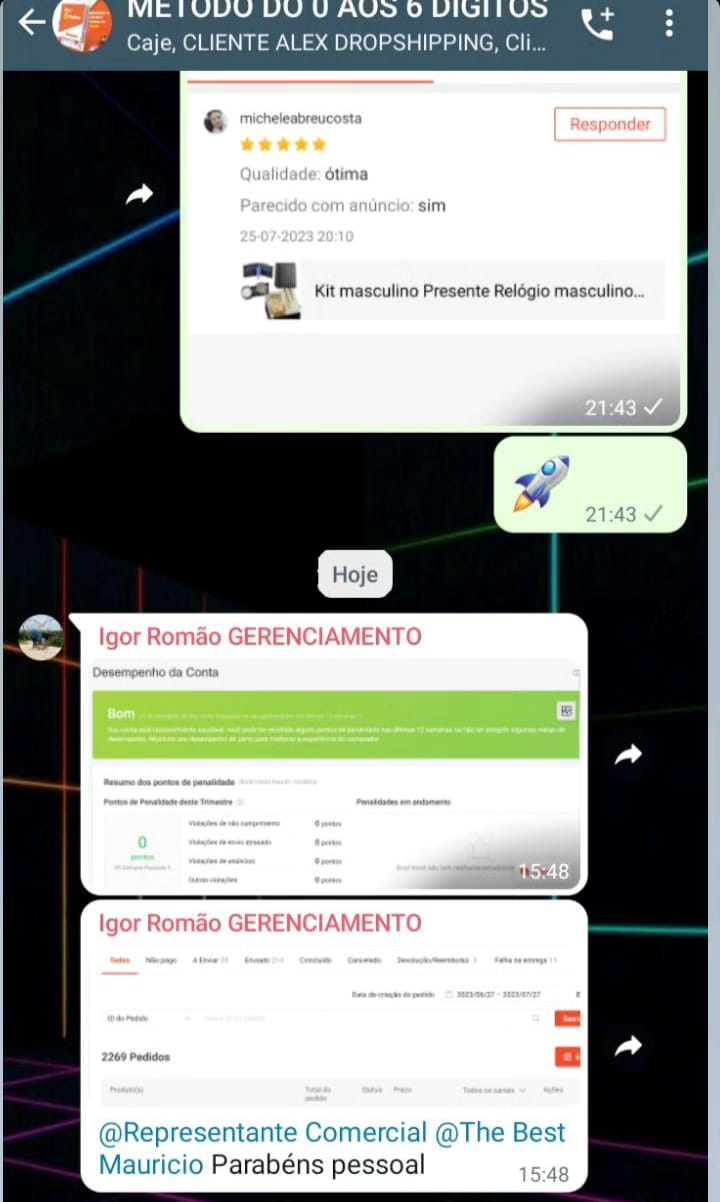 MÉTODO DO 0 AOS 6 DÍGITOS
Caje, CLIENTE ALEX DROPSHIPPING, Cli...
micheleabreucosta
Responder
Qualidade: ótima
Parecido com anúncio: sim
25-07-2023 20:10
Kit masculino Presente Relógio masculino...
21:43
21:43
Hoje
Igor Romão GERENCIAMENTO
Desempenho da Conta
Bom
Resumo dos pontos de penalidade
Pontos de Penalidade deste Trimestre
Penalidades em andamento
Violações de não cumprimento 0 pontos
0
pontos
Violações de envio atrasado 0 pontos
Violações de anúncios 0 pontos
Outras violações 0 pontos
15:48
Igor Romão GERENCIAMENTO
Todos Não pago A Enviar Enviado Concluído Cancelado Devolução/Reembolso Falha na entrega 11
Data de criação do pedido 2023/06/27 - 2023/07/27
ID do Pedido
2269 Pedidos
Produto(s) Total do pedido Status Prazo Todos os canais Ações
@Representante Comercial @The Best
Mauricio Parabéns pessoal
15:48